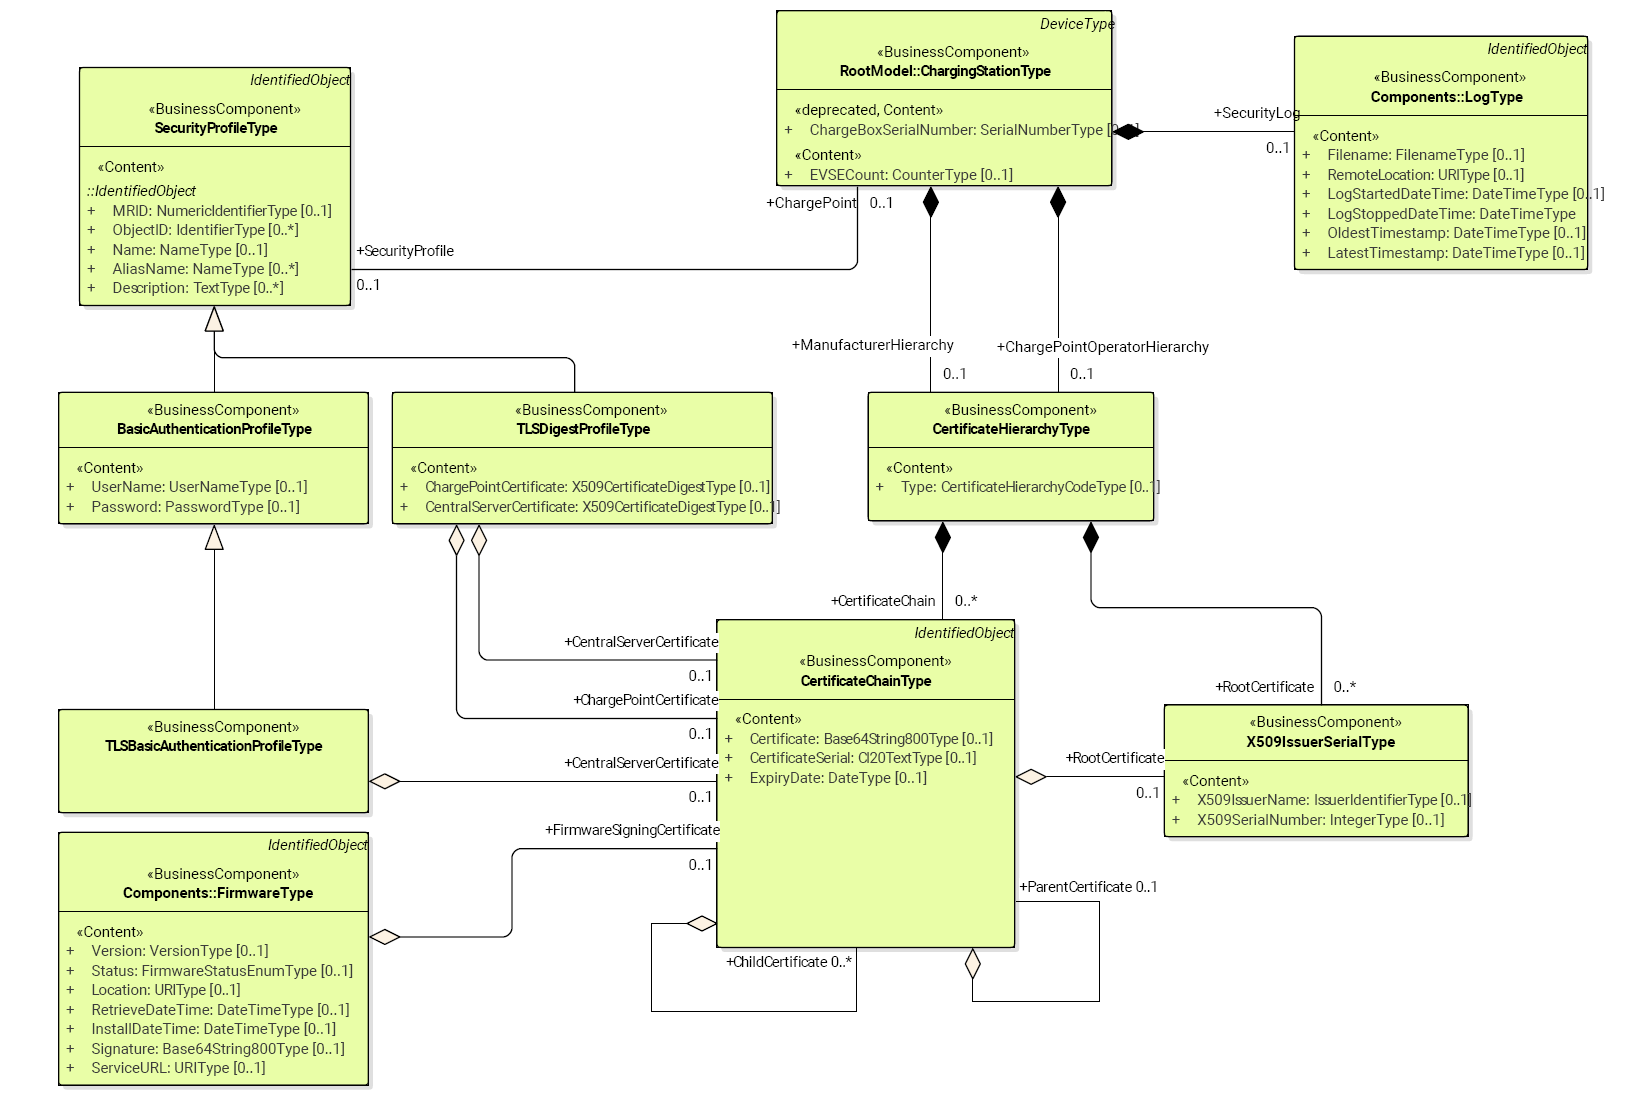 DeviceType
«BusinessComponent»
RootModel::ChargingStationType
«deprecated, Content»
+ ChargeBoxSerialNumber: SerialNumberType [0..1]
«Content»
+ EVSECount: CounterType [0..1]
IdentifiedObject
«BusinessComponent»
Components::LogType
«Content»
+ Filename: FilenameType [0..1]
+ RemoteLocation: URIType [0..1]
+ LogStartedDateTime: DateTimeType [0..1]
+ LogStoppedDateTime: DateTimeType
+ OldestTimestamp: DateTimeType [0..1]
+ LatestTimestamp: DateTimeType [0..1]
+SecurityLog
0..1
IdentifiedObject
«BusinessComponent»
SecurityProfileType
«Content»
::IdentifiedObject
+ MRID: NumericIdentifierType [0..1]
+ ObjectID: IdentifierType [0..*]
+ Name: NameType [0..1]
+ AliasName: NameType [0..*]
+ Description: TextType [0..*]
+ChargePoint 0..1
+SecurityProfile
0..1
+ManufacturerHierarchy
0..1
+ChargePointOperatorHierarchy
0..1
«BusinessComponent»
BasicAuthenticationProfileType
«Content»
+ UserName: UserNameType [0..1]
+ Password: PasswordType [0..1]
«BusinessComponent»
TLSDigestProfileType
«Content»
+ ChargePointCertificate: X509CertificateDigestType [0..1]
+ CentralServerCertificate: X509CertificateDigestType [0..1]
«BusinessComponent»
CertificateHierarchyType
«Content»
+ Type: CertificateHierarchyCodeType [0..1]
+CertificateChain 0..*
+CentralServerCertificate
0..1
+ChargePointCertificate
0..1
+CentralServerCertificate
0..1
+FirmwareSigningCertificate
0..1
IdentifiedObject
«BusinessComponent»
CertificateChainType
«Content»
+ Certificate: Base64String800Type [0..1]
+ CertificateSerial: CI20TextType [0..1]
+ ExpiryDate: DateType [0..1]
+RootCertificate 0..*
+RootCertificate
0..1
«BusinessComponent»
X509IssuerSerialType
«Content»
+ X509IssuerName: IssuerIdentifierType [0..1]
+ X509SerialNumber: IntegerType [0..1]
+ParentCertificate 0..1
+ChildCertificate 0..*
«BusinessComponent»
TLSBasicAuthenticationProfileType
IdentifiedObject
«BusinessComponent»
Components::FirmwareType
«Content»
+ Version: VersionType [0..1]
+ Status: FirmwareStatusEnumType [0..1]
+ Location: URIType [0..1]
+ RetrieveDateTime: DateTimeType [0..1]
+ InstallDateTime: DateTimeType [0..1]
+ Signature: Base64String800Type [0..1]
+ ServiceURL: URIType [0..1]